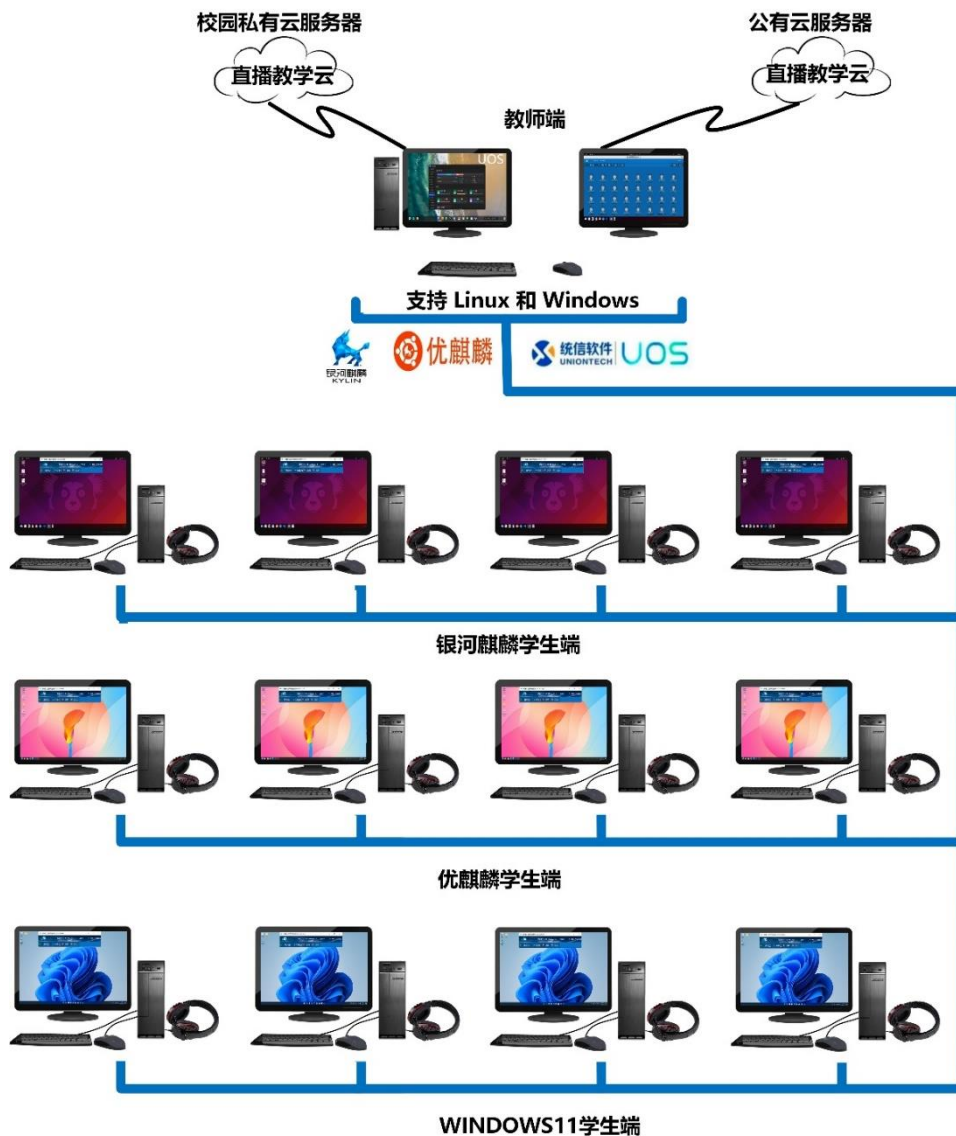 校园私有云服务器
公有云服务器
直播教学云
直播教学云
教师端
UOS
支持 Linux 和 Windows
银河麒麟
KYLIN
优麒麟
统信软件
UNIONTECH
UOS
银河麒麟学生端
优麒麟学生端
WINDOWS11学生端